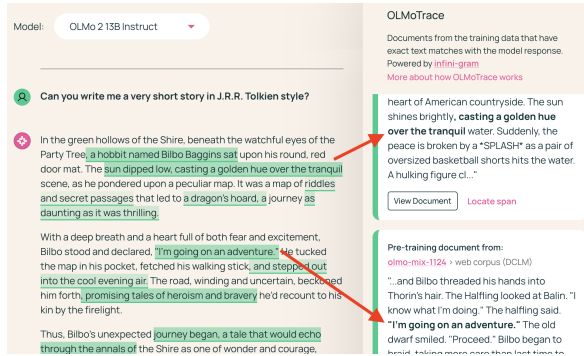 Model: OLMo 2 13B Instruct
Can you write me a very short story in J.R.R. Tolkien style?
In the green hollows of the Shire, beneath the watchful eyes of the
Party Tree, a hobbit named Bilbo Baggins sat upon his round, red
door mat. The sun dipped low, casting a golden hue over the tranquil
scene, as he pondered upon a peculiar map. It was a map of riddles
and secret passages that led to a dragon's hoard, a journey as
daunting as it was thrilling.
With a deep breath and a heart full of both fear and excitement,
Bilbo stood and declared, "I'm going on an adventure." He tucked
the map in his pocket, fetched his walking stick, and stepped out
into the cool evening air. The road, winding and uncertain, beckoned
him forth, promising tales of heroism and bravery he'd recount to his
kin by the firelight.
Thus, Bilbo's unexpected journey began, a tale that would echo
through the annals of the Shire as one of wonder and courage,
OLMoTrace
Documents from the training data that have
exact text matches with the model response.
Powered by infini-gram
More about how OLMoTrace works
heart of American countryside. The sun
shines brightly, casting a golden hue
over the tranquil water. Suddenly, the
peace is broken by a *SPLASH* as a pair of
oversized basketball shorts hits the water.
A hulking figure cl..."
View Document Locate span
Pre-training document from:
olmo-mix-1124 > web corpus (DCLM)
"...and Bilbo threaded his hands into
Thorin's hair. The Halfling looked at Balin. "I
know what I'm doing." The halfling said.
"I'm going on an adventure." The old
dwarf smiled. "Proceed." Bilbo began to
braid, taking more care than last time to